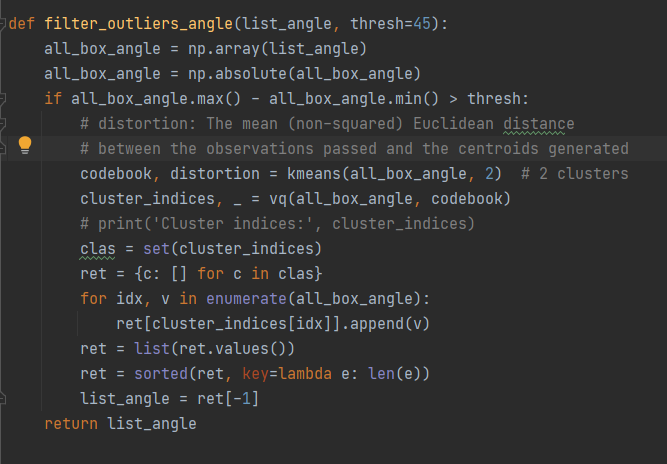 def filter_outliers_angle(list_angle, thresh=45):
    all_box_angle = np.array(list_angle)
    all_box_angle = np.absolute(all_box_angle)
    if all_box_angle.max() - all_box_angle.min() > thresh:
        # distortion: The mean (non-squared) Euclidean distance
        # between the observations passed and the centroids generated
        codebook, distortion = kmeans(all_box_angle, 2)  # 2 clusters
        cluster_indices, _ = vq(all_box_angle, codebook)
        # print('Cluster indices:', cluster_indices)
        clas = set(cluster_indices)
        ret = {c: [] for c in clas}
        for idx, v in enumerate(all_box_angle):
            ret[cluster_indices[idx]].append(v)
        ret = list(ret.values())
        ret = sorted(ret, key=lambda e: len(e))
        list_angle = ret[-1]
    return list_angle